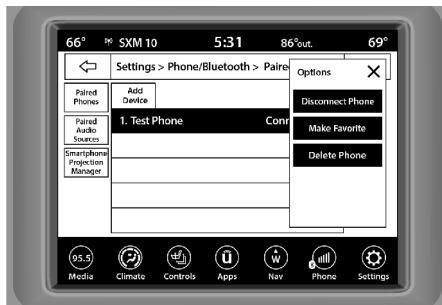 66° SXM 10 5:31 86°out. 69°
Settings > Phone/Bluetooth > Paire
Options X
Paired
Phones
Add
Device
Disconnect Phone
1. Test Phone Conn
Make Favorite
Paired
Audio
Sources
Delete Phone
Smartphone
Projection
Manager
95.5 ū W
Media Climate Controls Apps Nav Phone Settings